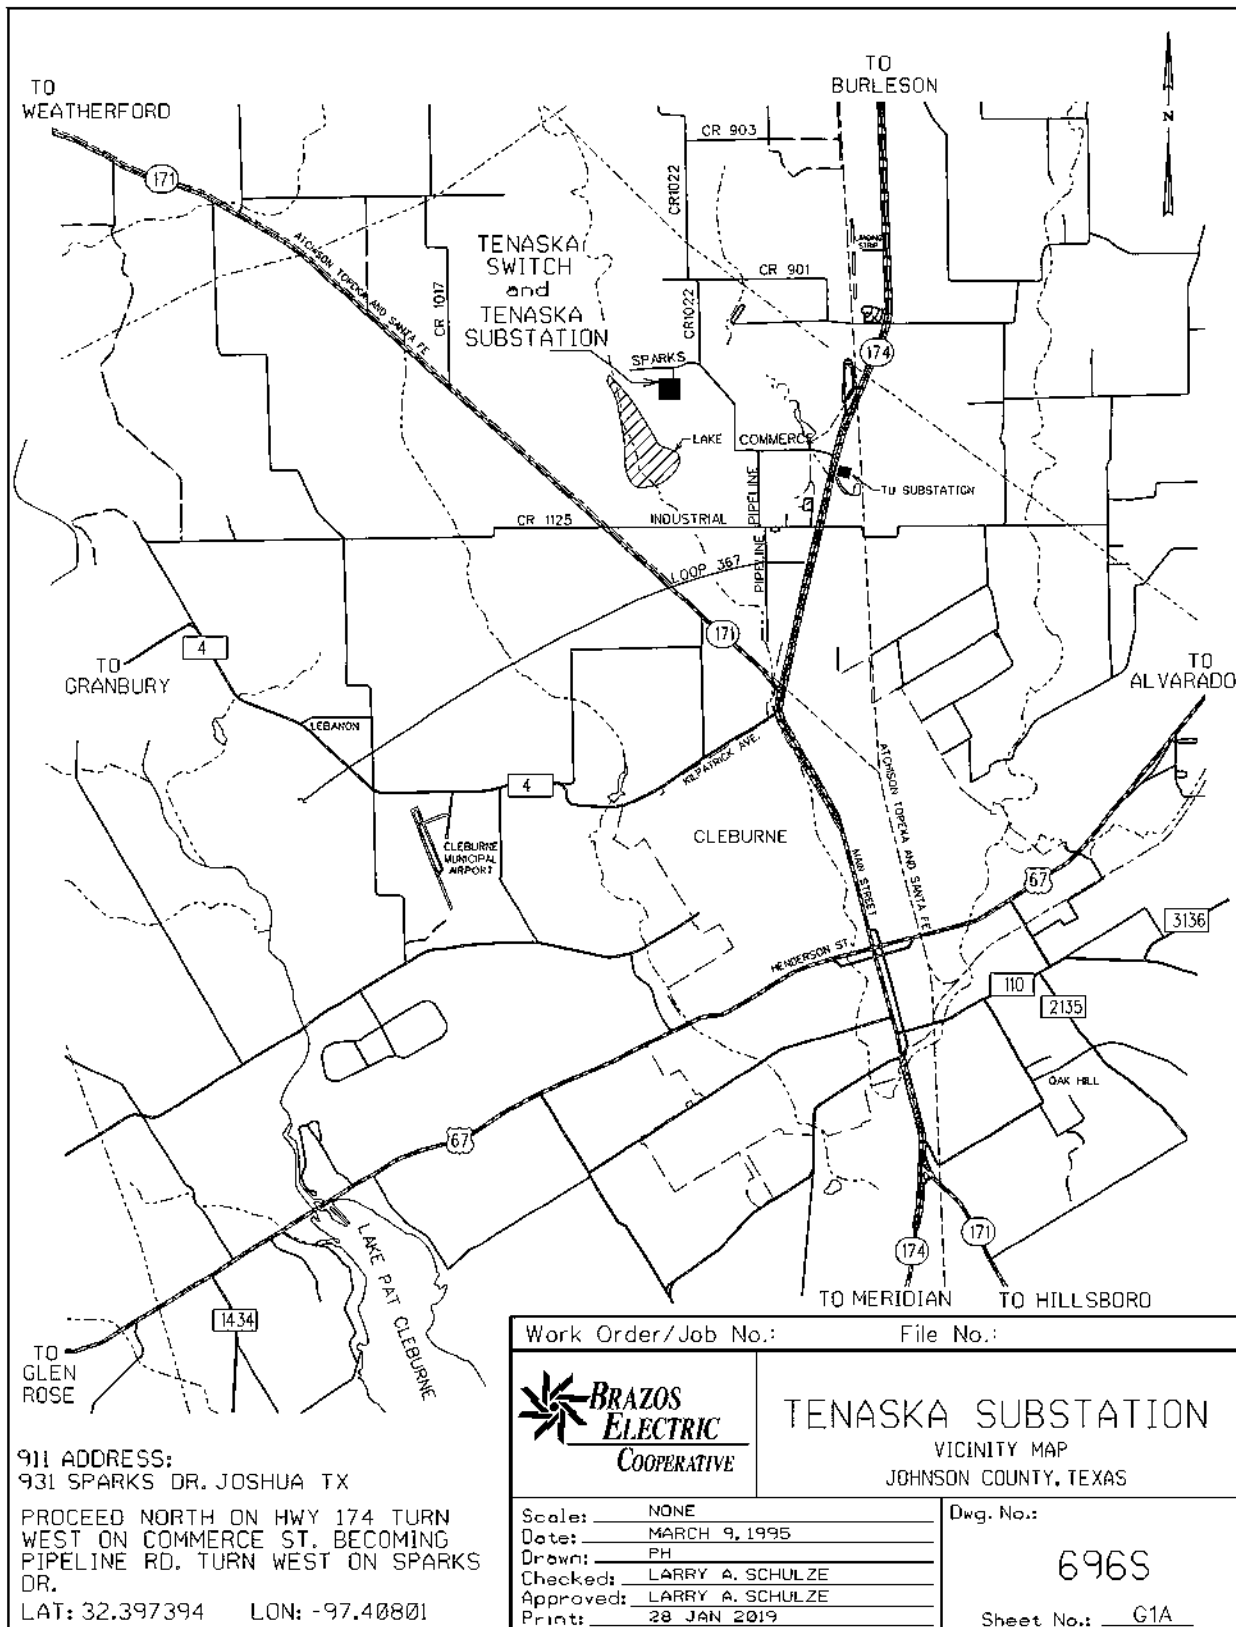 TO
WEATHERFORD
TO
BURLESON
N
CR 903
171
CR1022
ATCHISON TOPEKA AND SANTA FE
LANDING
STRIP
TENASKA
SWITCH
and
TENASKA
SUBSTATION
CR 901
CR 1017
CR1022
SPARKS
174
LAKE
COMMERCE
PIPELINE
TU SUBSTATION
CR 1125
INDUSTRIAL
PIPELINE
LOOP 367
171
4
TO
GRANBURY
TO
ALVARADO
LEBANON
KILPATRICK AVE.
ATCHISON TOPEKA AND SANTA FE
4
CLEBURNE
CLEBURNE
MUNICIPAL
AIRPORT
MAIN STREET
67
3136
HENDERSON ST.
110
2135
OAK HILL
67
LAKE PAT CLEBURNE
171
174
TO MERIDIAN
TO HILLSBORO
1434
TO
GLEN
ROSE
911 ADDRESS:
931 SPARKS DR. JOSHUA TX
PROCEED NORTH ON HWY 174 TURN
WEST ON COMMERCE ST. BECOMING
PIPELINE RD. TURN WEST ON SPARKS
DR.
LAT: 32.397394 LON: -97.40801
Work Order/Job No.: File No.:
BRAZOS
ELECTRIC
COOPERATIVE
TENASKA SUBSTATION
VICINITY MAP
JOHNSON COUNTY, TEXAS
Scale: NONE
Date: MARCH 9, 1995
Drawn: PH
Checked: LARRY A. SCHULZE
Approved: LARRY A. SCHULZE
Print: 28 JAN 2019
Dwg. No.:
696S
Sheet No.: G1A